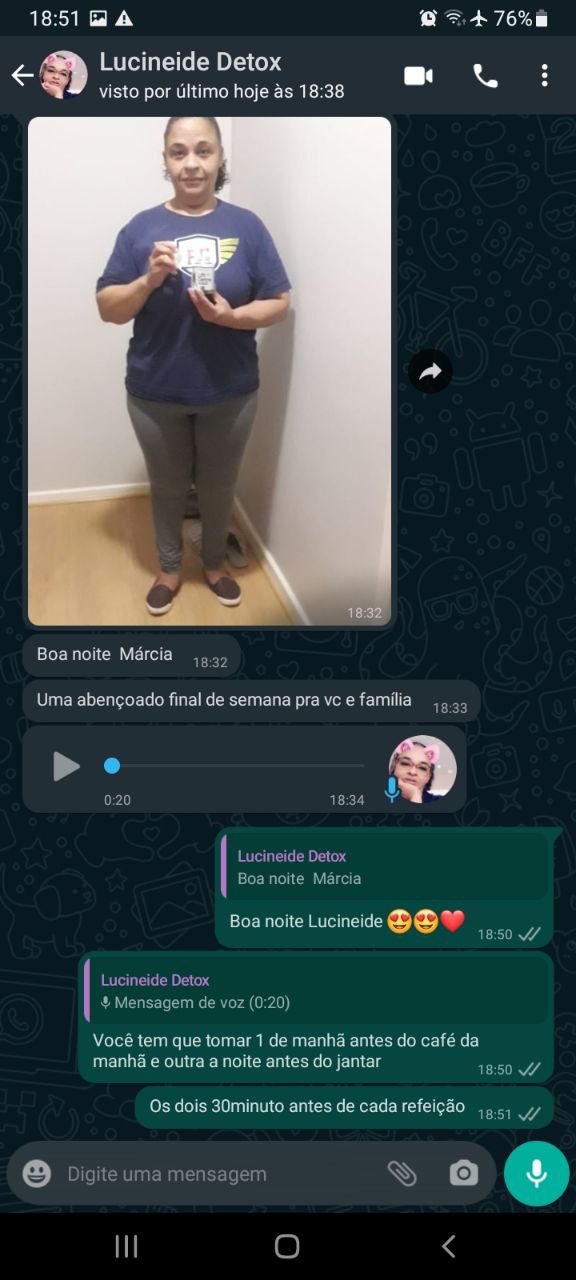 18:51
76%
Lucineide Detox
visto por último hoje às 18:38
18:32
Boa noite Márcia
18:32
Uma abençoado final de semana pra vc e família
18:33
0:20
18:34
Lucineide Detox
Boa noite Márcia
Boa noite Lucineide 😍😍❤️
18:50
Lucineide Detox
Mensagem de voz (0:20)
Você tem que tomar 1 de manhã antes do café da
manhã e outra a noite antes do jantar
18:50
Os dois 30minuto antes de cada refeição
18:51
Digite uma mensagem